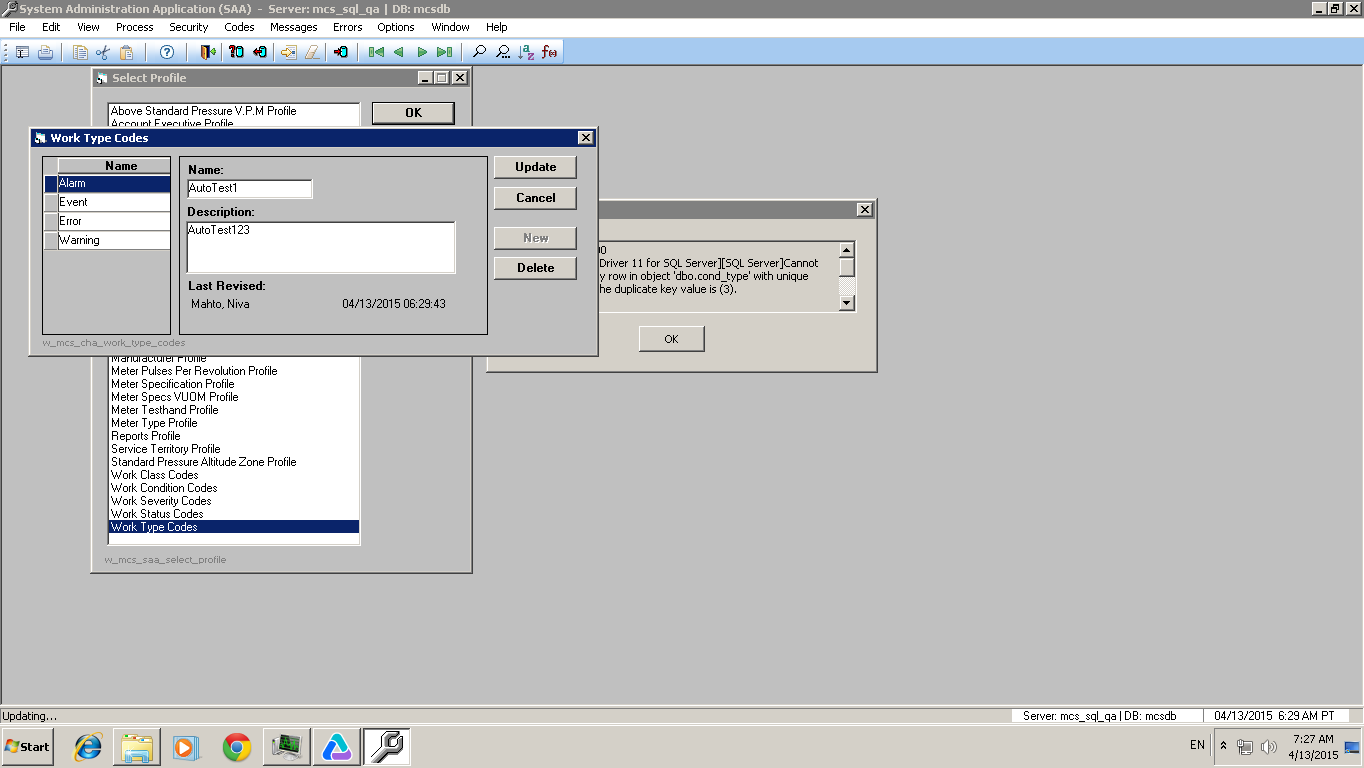 System Administration Application (SAA) - Server: mcs_sql_qa | DB: mcsdb
File Edit View Process Security Codes Messages Errors Options Window Help
Select Profile
Above Standard Pressure V.P.M Profile
Account Executive Profile
OK
Work Type Codes
Name
Alarm
Event
Error
Warning
Name:
AutoTest1
Description:
AutoTest123
Last Revised:
Mahto, Niva 04/13/2015 06:29:43
Update
Cancel
New
Delete
w_mcs_cha_work_type_codes
Driver 11 for SQL Server][SQL Server]Cannot
y row in object 'dbo.cond_type' with unique
he duplicate key value is (3).
OK
Manufacturer Profile
Meter Pulses Per Revolution Profile
Meter Specification Profile
Meter Specs VUOM Profile
Meter Testhand Profile
Meter Type Profile
Reports Profile
Service Territory Profile
Standard Pressure Altitude Zone Profile
Work Class Codes
Work Condition Codes
Work Severity Codes
Work Status Codes
Work Type Codes
w_mcs_saa_select_profile
Updating... Server: mcs_sql_qa | DB: mcsdb 04/13/2015 6:29 AM PT
Start EN 7:27 AM
4/13/2015